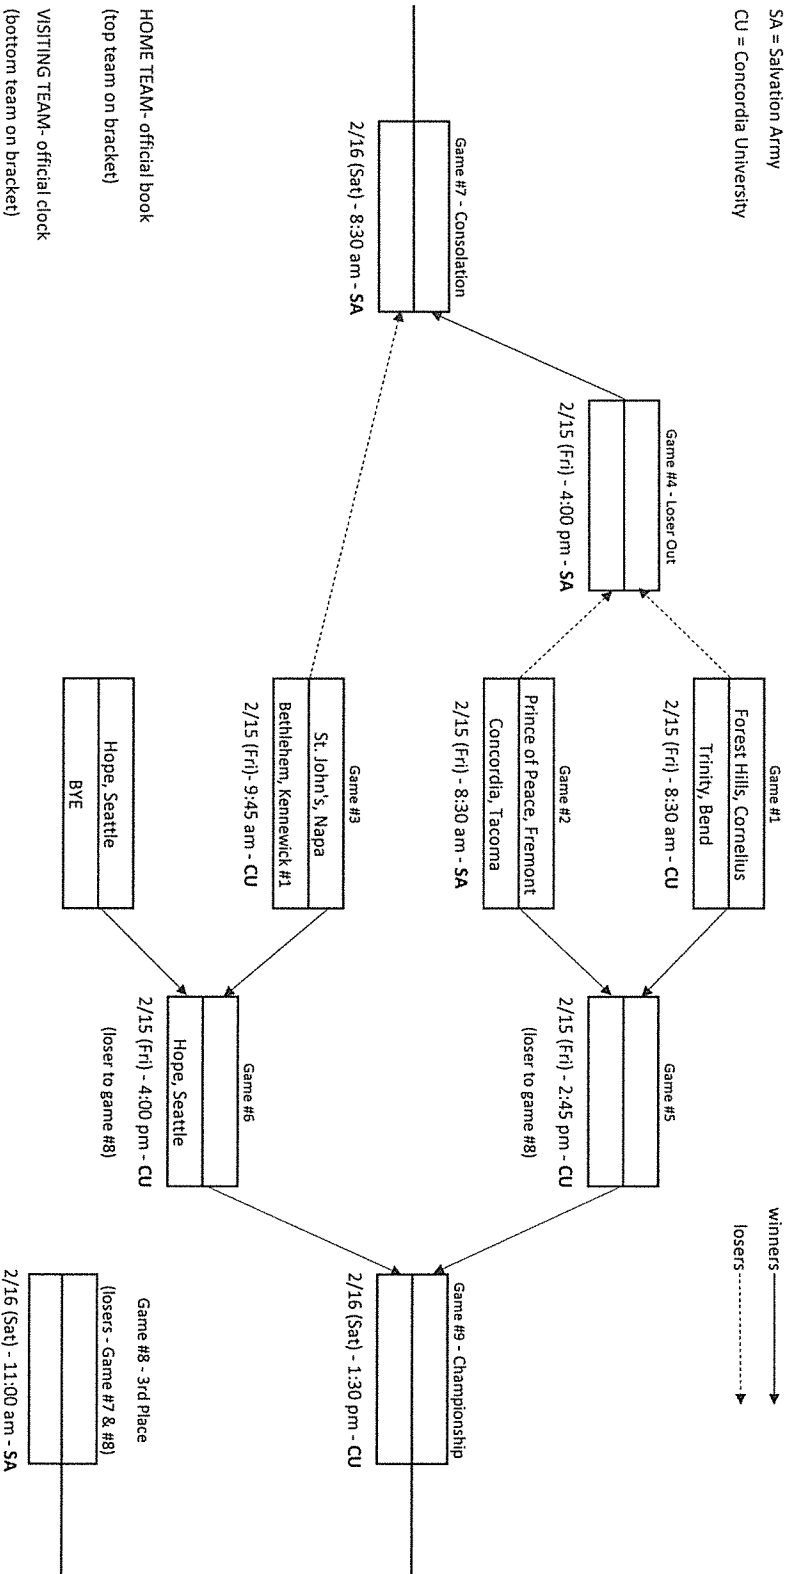 SA = Salvation Army
CU = Concordia University
winners
losers
Game #1
Forest Hills, Cornelius
Trinity, Bend
2/15 (Fri) - 8:30 am - CU
Game #4 - Loser Out
2/15 (Fri) - 4:00 pm - SA
Game #5
2/15 (Fri) - 2:45 pm - CU
(loser to game #8)
Game #2
Prince of Peace, Fremont
Concordia, Tacoma
2/15 (Fri) - 8:30 am - SA
Game #7 - Consolation
2/16 (Sat) - 8:30 am - SA
Game #9 - Championship
2/16 (Sat) - 1:30 pm - CU
Game #3
St. John's, Napa
Bethlehem, Kennewick #1
2/15 (Fri)- 9:45 am - CU
Game #6
Hope, Seattle
2/15 (Fri) - 4:00 pm - CU
(loser to game #8)
Hope, Seattle
BYE
HOME TEAM- official book
(top team on bracket)
VISITING TEAM- official clock
(bottom team on bracket)
Game #8 - 3rd Place
(losers - Game #7 & #8)
2/16 (Sat) - 11:00 am - SA